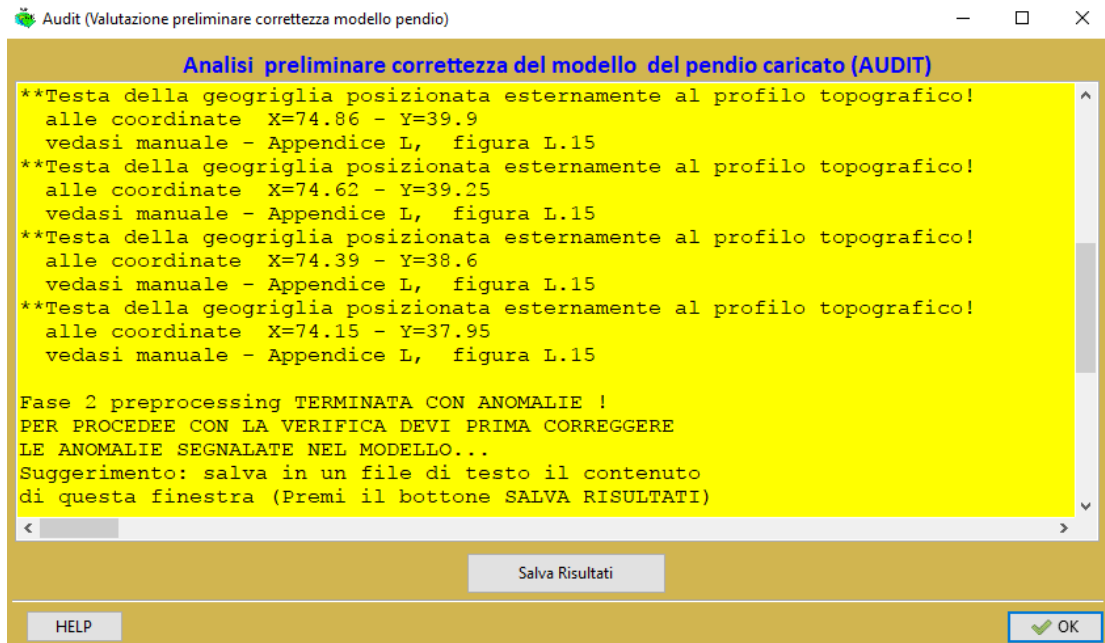 Audit (Valutazione preliminare correttezza modello pendio)
Analisi preliminare correttezza del modello del pendio caricato (AUDIT)
**Testa della geogriglia posizionata esternamente al profilo topografico!
alle coordinate X=74.86 - Y=39.9
vedasi manuale - Appendice L, figura L.15
**Testa della geogriglia posizionata esternamente al profilo topografico!
alle coordinate X=74.62 - Y=39.25
vedasi manuale - Appendice L, figura L.15
**Testa della geogriglia posizionata esternamente al profilo topografico!
alle coordinate X=74.39 - Y=38.6
vedasi manuale - Appendice L, figura L.15
**Testa della geogriglia posizionata esternamente al profilo topografico!
alle coordinate X=74.15 - Y=37.95
vedasi manuale - Appendice L, figura L.15
Fase 2 preprocessing TERMINATA CON ANOMALIE !
PER PROCEDEE CON LA VERIFICA DEVI PRIMA CORREGGERE
LE ANOMALIE SEGNALATE NEL MODELLO...
Suggerimento: salva in un file di testo il contenuto
di questa finestra (Premi il bottone SALVA RISULTATI)
Salva Risultati
HELP
OK